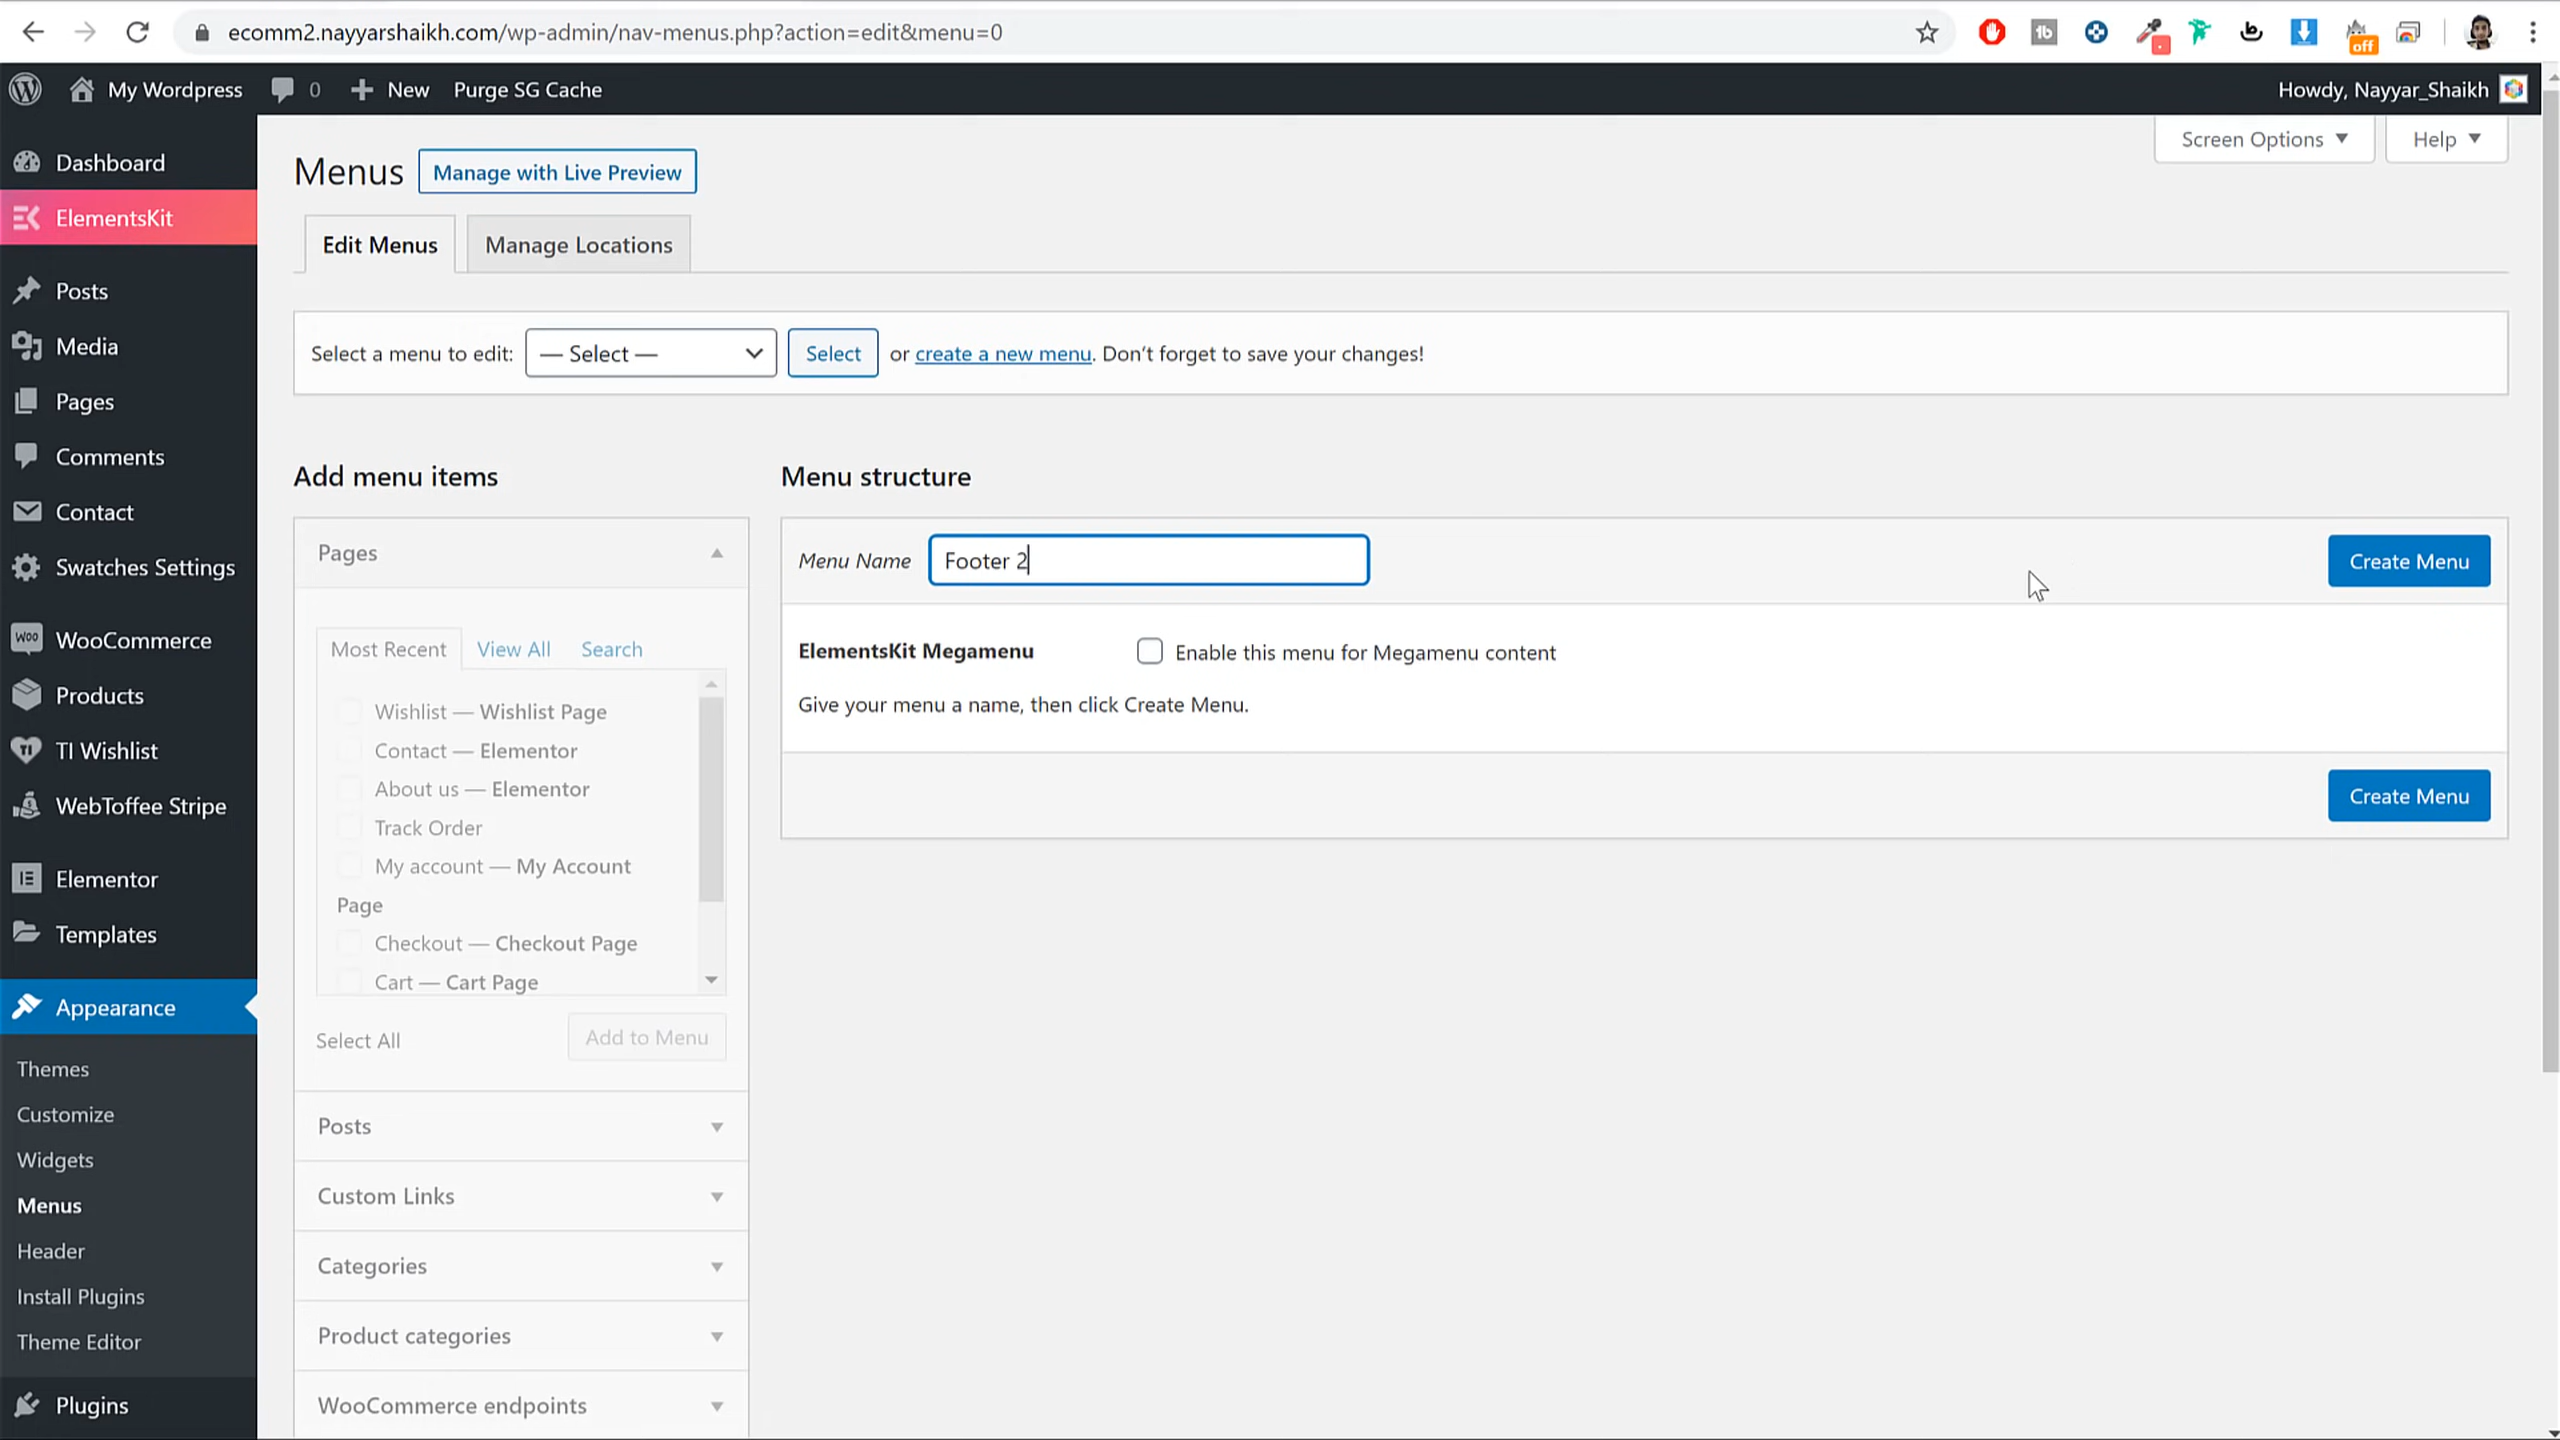 ecomm2.nayyarshaikh.com/wp-admin/nav-menus.php?action=edit&menu=0
off
My Wordpress
0
New
Purge SG Cache
Howdy, Nayyar_Shaikh
Dashboard
ElementsKit
Posts
Media
Pages
Comments
Contact
Swatches Settings
WooCommerce
Products
TI Wishlist
WebToffee Stripe
Elementor
Templates
Appearance
Themes
Customize
Widgets
Menus
Header
Install Plugins
Theme Editor
Plugins
Screen Options
Help
Menus
Manage with Live Preview
Edit Menus
Manage Locations
Select a menu to edit: — Select — Select or create a new menu. Don’t forget to save your changes!
Add menu items
Pages
Most Recent
View All
Search
Wishlist — Wishlist Page
Contact — Elementor
About us — Elementor
Track Order
My account — My Account
Page
Checkout — Checkout Page
Cart — Cart Page
Select All
Add to Menu
Posts
Custom Links
Categories
Product categories
WooCommerce endpoints
Menu structure
Menu Name
Footer 2
Create Menu
ElementsKit Megamenu
Enable this menu for Megamenu content
Give your menu a name, then click Create Menu.
Create Menu